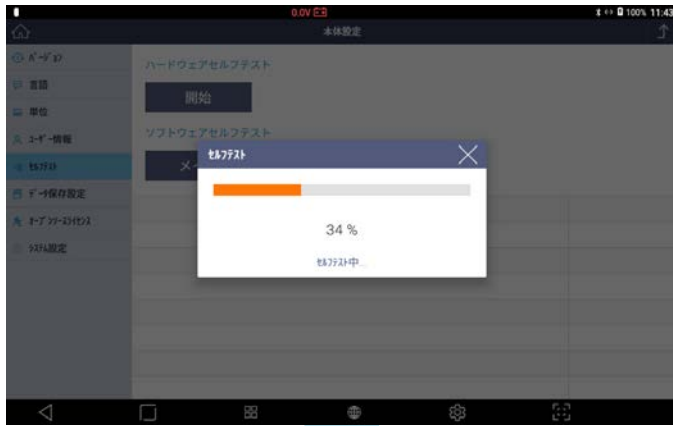 0.0V
100% 11:43
本体設定
ﾊﾞｰｼﾞｮﾝ
言語
単位
ﾕｰｻﾞｰ情報
ｾﾙﾌﾃｽﾄ
ﾃﾞｰﾀ保存設定
ｵｰﾌﾟﾝｿｰｽﾗｲｾﾝｽ
ｼｽﾃﾑ設定
ハードウェアセルフテスト
開始
ソフトウェアセルフテスト
メ
ｾﾙﾌﾃｽﾄ
34 %
ｾﾙﾌﾃｽﾄ中...